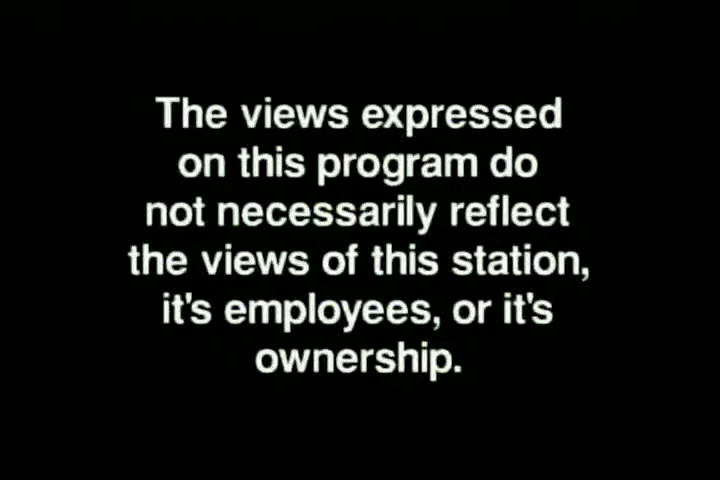 The views expressed
on this program do
not necessarily reflect
the views of this station,
it's employees, or it's
ownership.